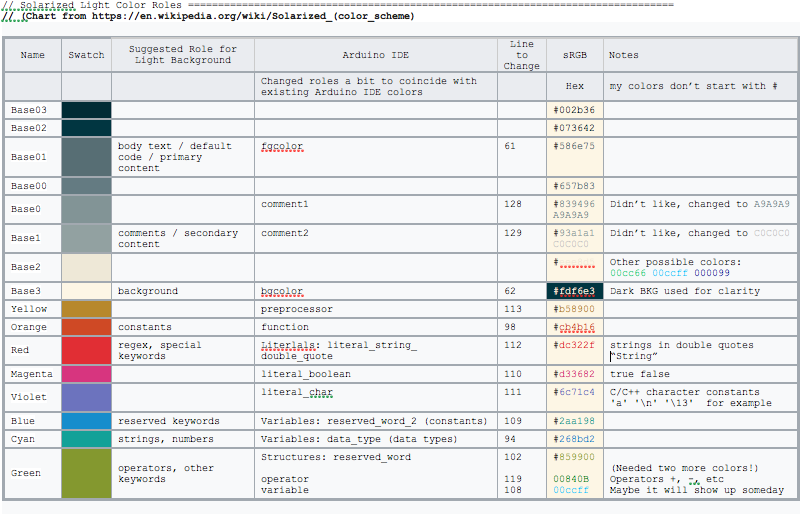 // Solarized Light Color Roles ================================================================================
// (Chart from https://en.wikipedia.org/wiki/Solarized_(color_scheme)
Name Swatch Suggested Role for Light Background Arduino IDE Line to Change sRGB Notes
Changed roles a bit to coincide with existing Arduino IDE colors Hex my colors don't start with #
Base03 #002b36
Base02 #073642
Base01 body text / default code / primary content fgcolor 61 #586e75
Base00 #657b83
Base0 comment1 128 #839496 A9A9A9 Didn't like, changed to A9A9A9
Base1 comments / secondary content comment2 129 #93a1a1 C0C0C0 Didn't like, changed to C0C0C0
Base2 # Other possible colors: 00cc66 00ccff 000099
Base3 background bgcolor 62 #fdf6e3 Dark BKG used for clarity
Yellow preprocessor 113 #b58900
Orange constants function 98 #cb4b16
Red regex, special keywords Literlals: literal_string_ double_quote 112 #dc322f strings in double quotes "String"
Magenta literal_boolean 110 #d33682 true false
Violet literal_char 111 #6c71c4 C/C++ character constants 'a' '\n' '\13' for example
Blue reserved keywords Variables: reserved_word_2 (constants) 109 #2aa198
Cyan strings, numbers Variables: data_type (data types) 94 #268bd2
Green operators, other keywords Structures: reserved_word 102 #859900 (Needed two more colors!)
operator 119 00840B Operators +, -, etc
variable 108 00ccff Maybe it will show up someday